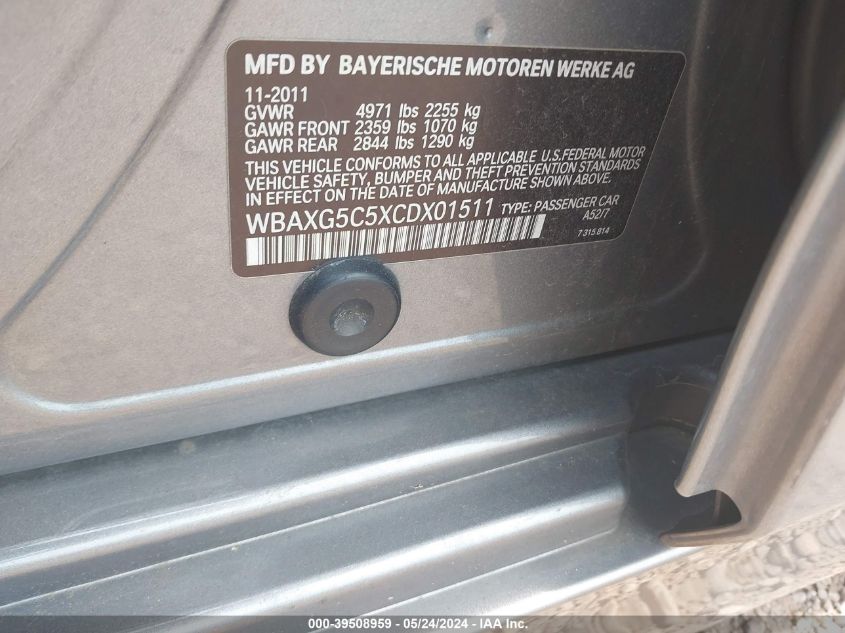 MFD BY BAYERISCHE MOTOREN WERKE AG
11-2011
GVWR 4971 lbs 2255 kg
GAWR FRONT 2359 lbs 1070 kg
GAWR REAR 2844 lbs 1290 kg
THIS VEHICLE CONFORMS TO ALL APPLICABLE U.S.FEDERAL MOTOR
VEHICLE SAFETY, BUMPER AND THEFT PREVENTION STANDARDS
IN EFFECT ON THE DATE OF MANUFACTURE SHOWN ABOVE.
WBAXG5C5XCDX01511 TYPE: PASSENGER CAR
A52/7
7 315.814
000-39508959 - 05/24/2024 - IAA Inc.